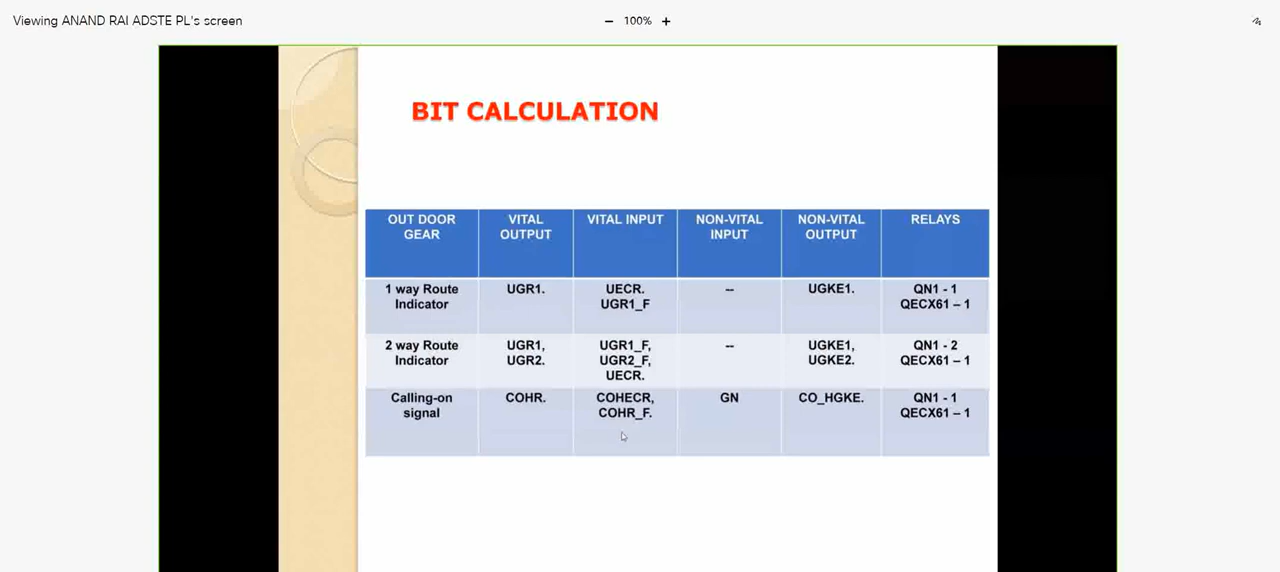 Viewing ANAND RAI ADSTE PL's screen
− 100% +
BIT CALCULATION
OUT DOOR GEAR | VITAL OUTPUT | VITAL INPUT | NON-VITAL INPUT | NON-VITAL OUTPUT | RELAYS
1 way Route Indicator | UGR1. | UECR. UGR1_F | -- | UGKE1. | QN1 - 1 QECX61 – 1
2 way Route Indicator | UGR1, UGR2. | UGR1_F, UGR2_F, UECR. | -- | UGKE1, UGKE2. | QN1 - 2 QECX61 – 1
Calling-on signal | COHR. | COHECR, COHR_F. | GN | CO_HGKE. | QN1 - 1 QECX61 – 1